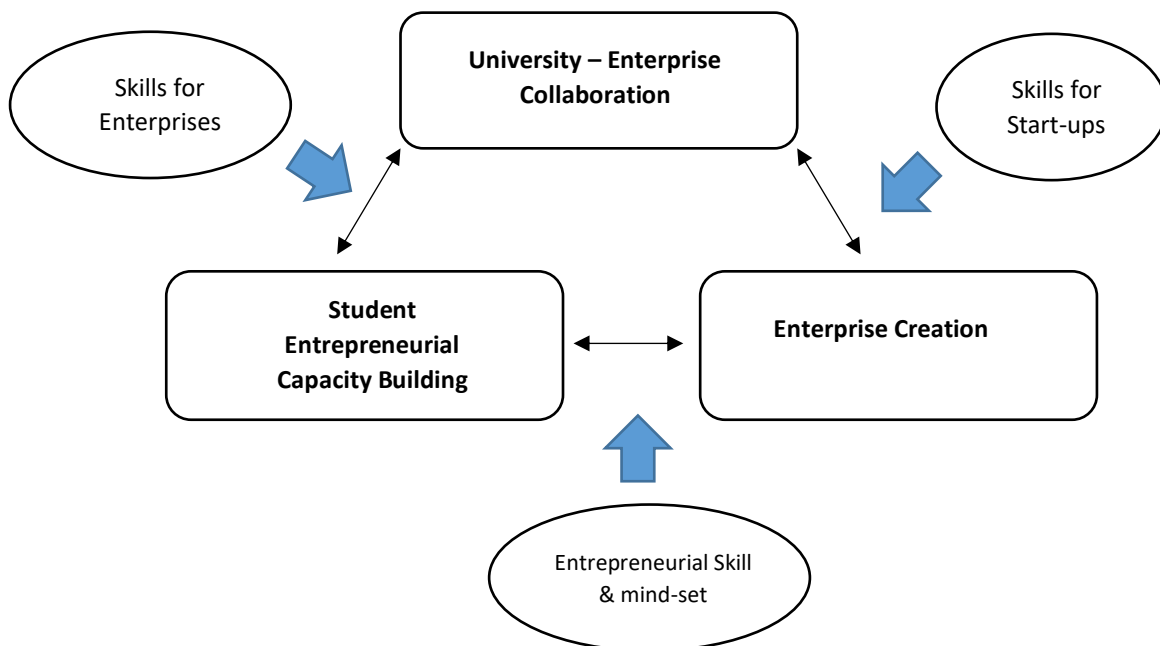 University – Enterprise
Collaboration
Skills for
Enterprises
Skills for
Start-ups
Student
Entrepreneurial
Capacity Building
Enterprise Creation
Entrepreneurial Skill
& mind-set